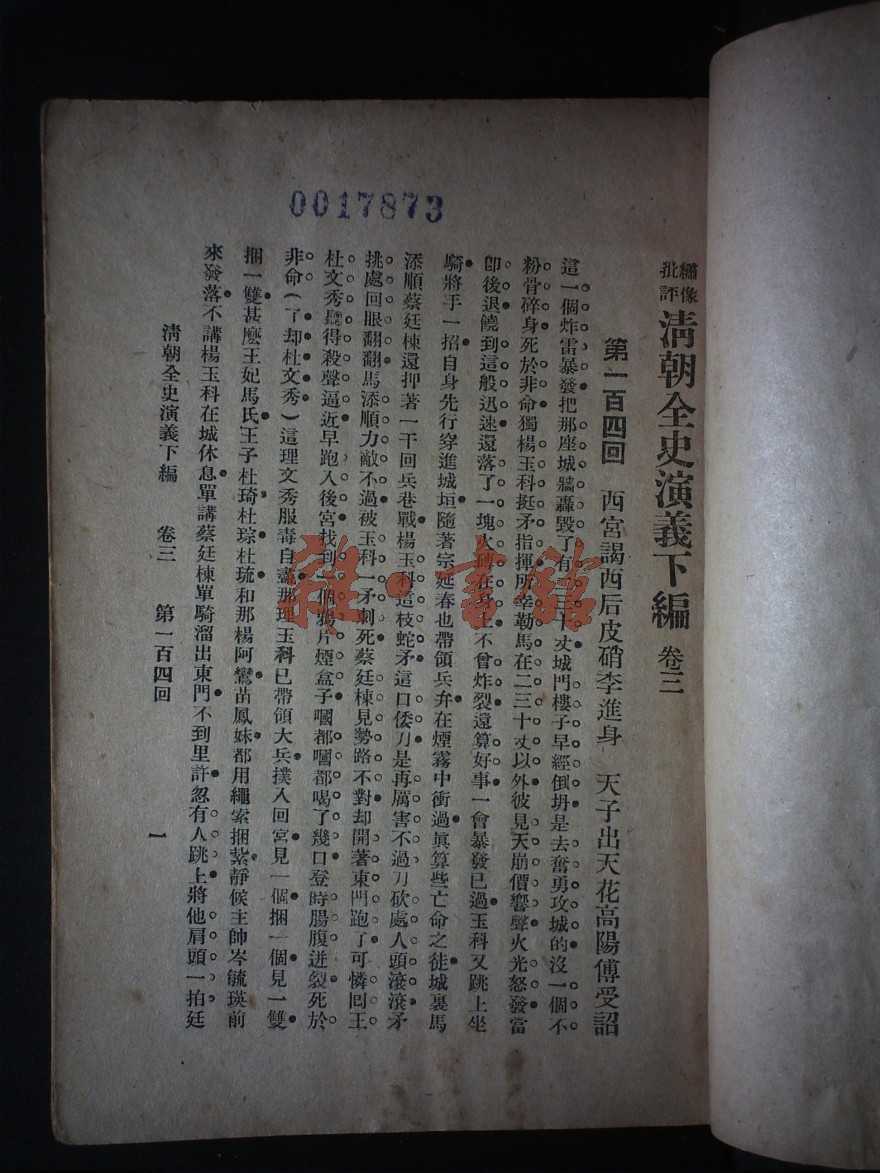 0017873
繡像批評 清朝全史演義下編 卷三
第一百四回 西宮謁西后皮硝李進身 天子出天花高陽傅受詔
這一個炸雷暴發把那座城牆轟毀了有二三十丈城門樓子早經倒坍是去奮勇攻城的沒一個不
粉骨碎身死於非命獨楊玉科挺矛指揮所幸勒馬在二三十丈以外彼見天崩價響聲火光怒發當
卽後退饒到這般迅速還落了一塊火磚在身上不曾炸裂還算好事一會暴發已過玉科又跳上坐
騎將手一招自身先行穿進城垣隨著宗延春也帶領兵弁在煙霧中衝過眞算些亡命之徒城裏馬
添順蔡廷棟還押著一干回兵巷戰楊玉科這枝蛇矛這口倭刀是再厲害不過刀砍處人頭滾滾矛
挑處回眼翻翻馬添順力敵不過被玉科一矛刺死蔡廷棟見勢路不對却開著東門跑了可憐囘王
杜文秀聽得殺聲逼近早跑入後宮找到一個鴉片煙盒子嘓都嘓都喝了幾口登時腸腹迸裂死於
非命(了却杜文秀)這理文秀服毒自盡那理玉科已帶領大兵撲入回宮見一個捆一個見一雙
捆一雙甚麼王妃馬氏王子杜琦杜琮杜琉和那楊阿鸞苗鳳妹都用繩索捆紮靜候主帥岑毓瑛前
來發落不講楊玉科在城休息單講蔡廷棟單騎溜出東門不到里許忽有人跳上將他肩頭一拍廷
清朝全史演義下編 卷三 第一百四回 一
雜·書館